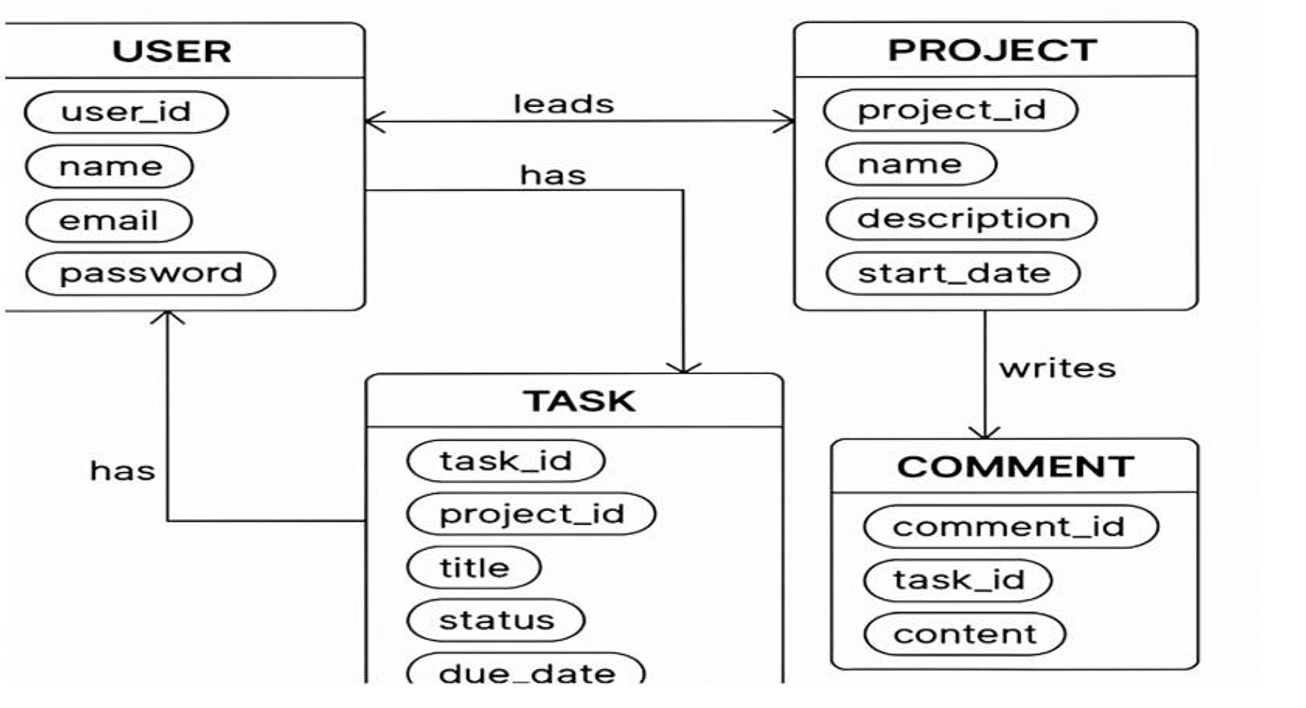 USER
user_id
name
email
password
leads
has
PROJECT
project_id
name
description
start_date
has
TASK
task_id
project_id
title
status
due_date
writes
COMMENT
comment_id
task_id
content